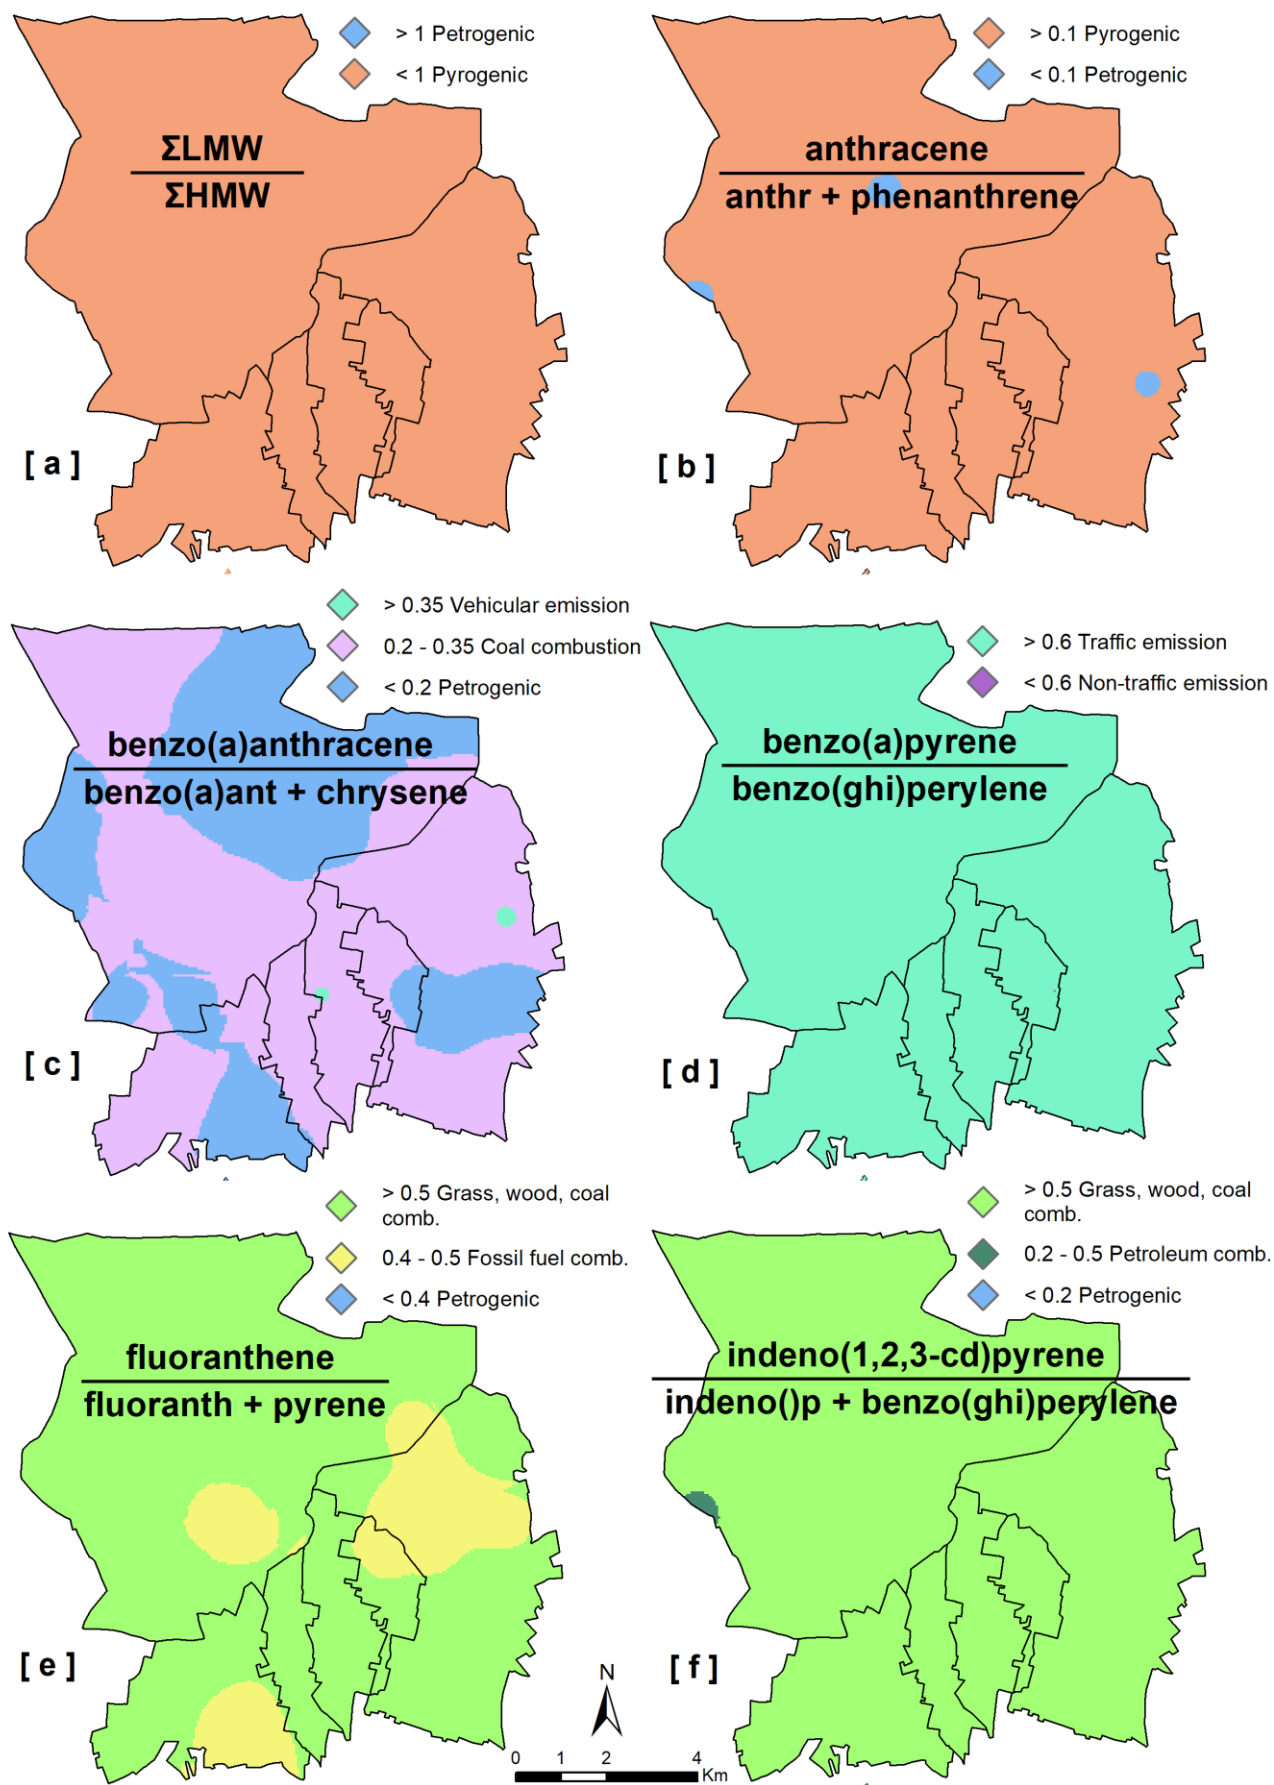 > 1 Petrogenic
< 1 Pyrogenic
ΣLMW
ΣHMW
[ a ]
> 0.1 Pyrogenic
< 0.1 Petrogenic
anthracene
anthr + phenanthrene
[ b ]
> 0.35 Vehicular emission
0.2 - 0.35 Coal combustion
< 0.2 Petrogenic
benzo(a)anthracene
benzo(a)ant + chrysene
[ c ]
> 0.6 Traffic emission
< 0.6 Non-traffic emission
benzo(a)pyrene
benzo(ghi)perylene
[ d ]
> 0.5 Grass, wood, coal
comb.
0.4 - 0.5 Fossil fuel comb.
< 0.4 Petrogenic
fluoranthene
fluoranth + pyrene
[ e ]
> 0.5 Grass, wood, coal
comb.
0.2 - 0.5 Petroleum comb.
< 0.2 Petrogenic
indeno(1,2,3-cd)pyrene
indeno()p + benzo(ghi)perylene
[ f ]
N
0 1 2 4
Km